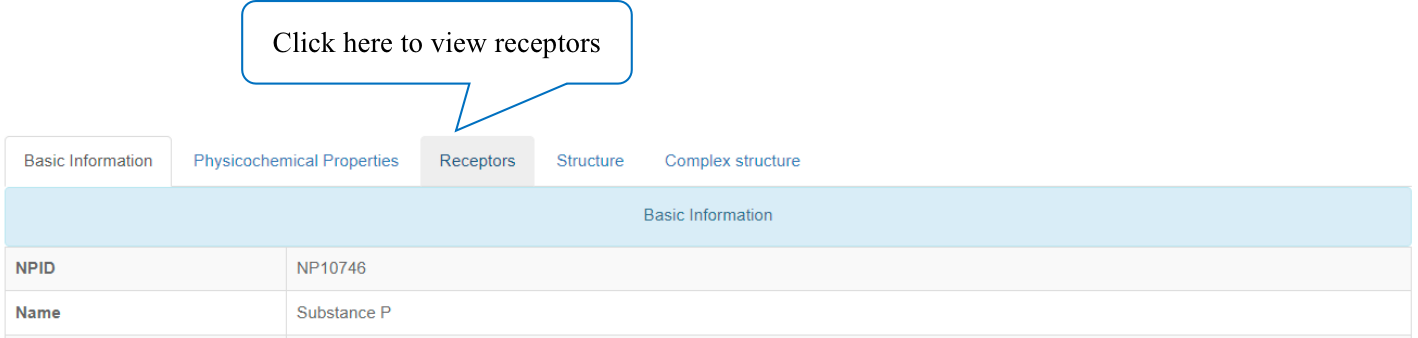 Click here to view receptors
Basic Information Physicochemical Properties Receptors Structure Complex structure
Basic Information
NPID NP10746
Name Substance P